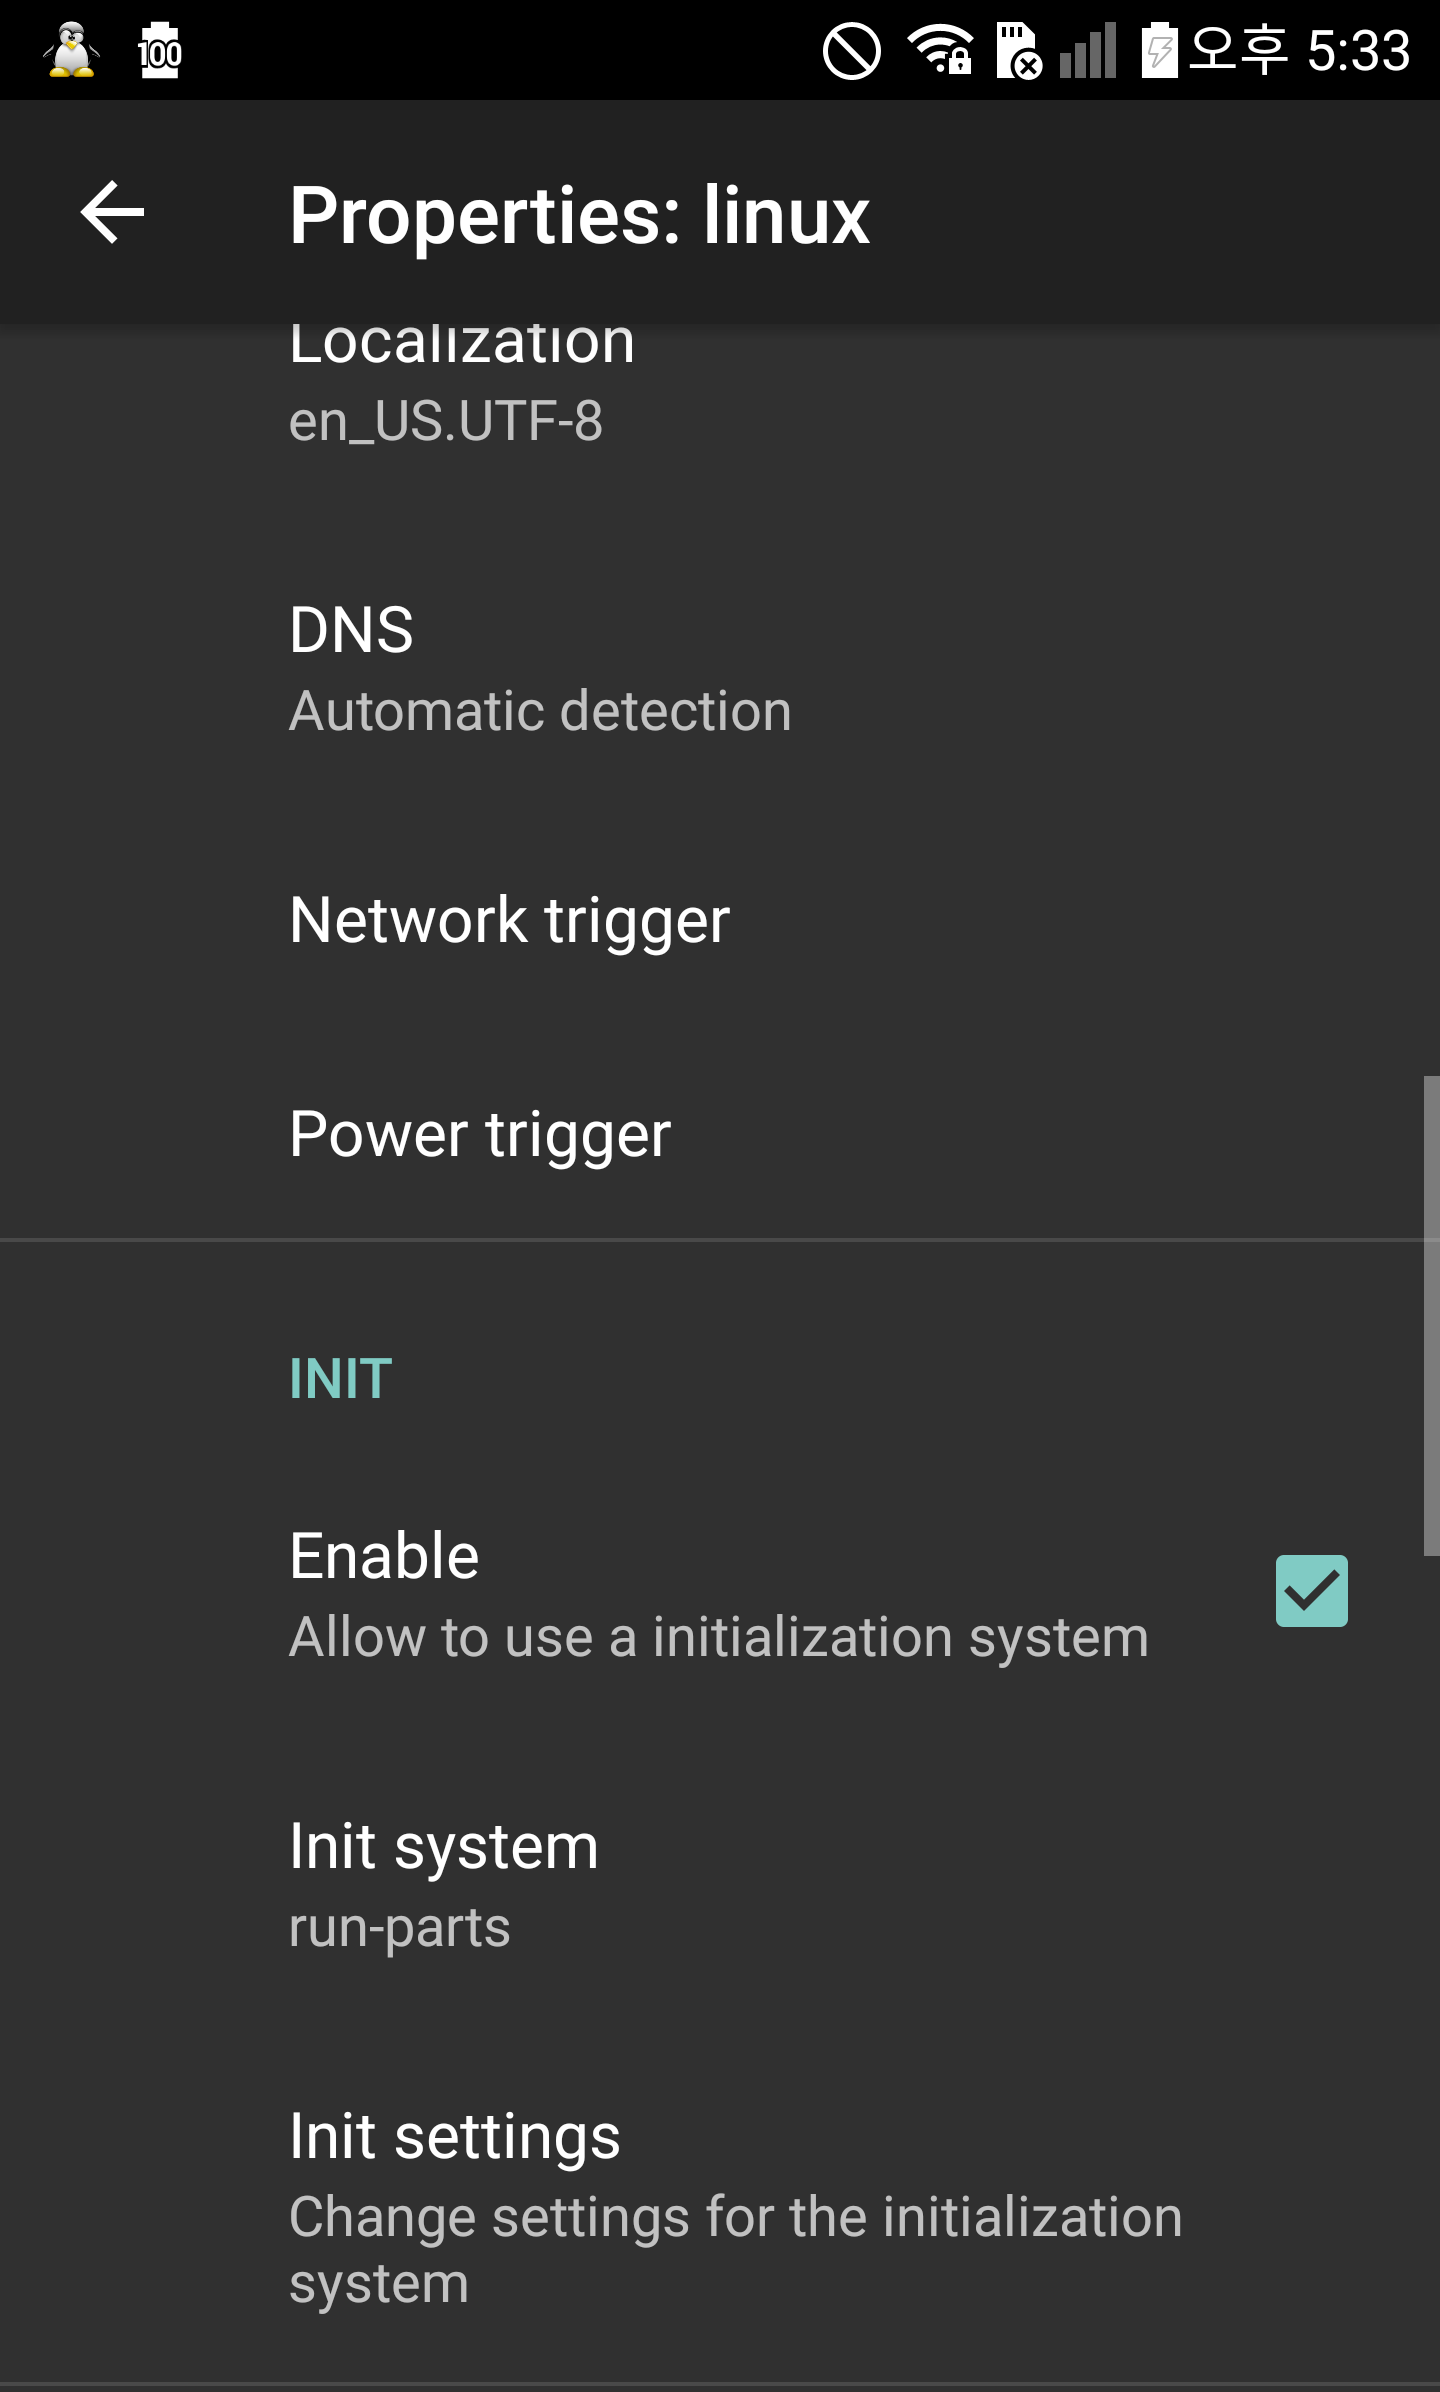 100 오후 5:33
Properties: linux
Localization
en_US.UTF-8
DNS
Automatic detection
Network trigger
Power trigger
INIT
Enable
Allow to use a initialization system
Init system
run-parts
Init settings
Change settings for the initialization
system